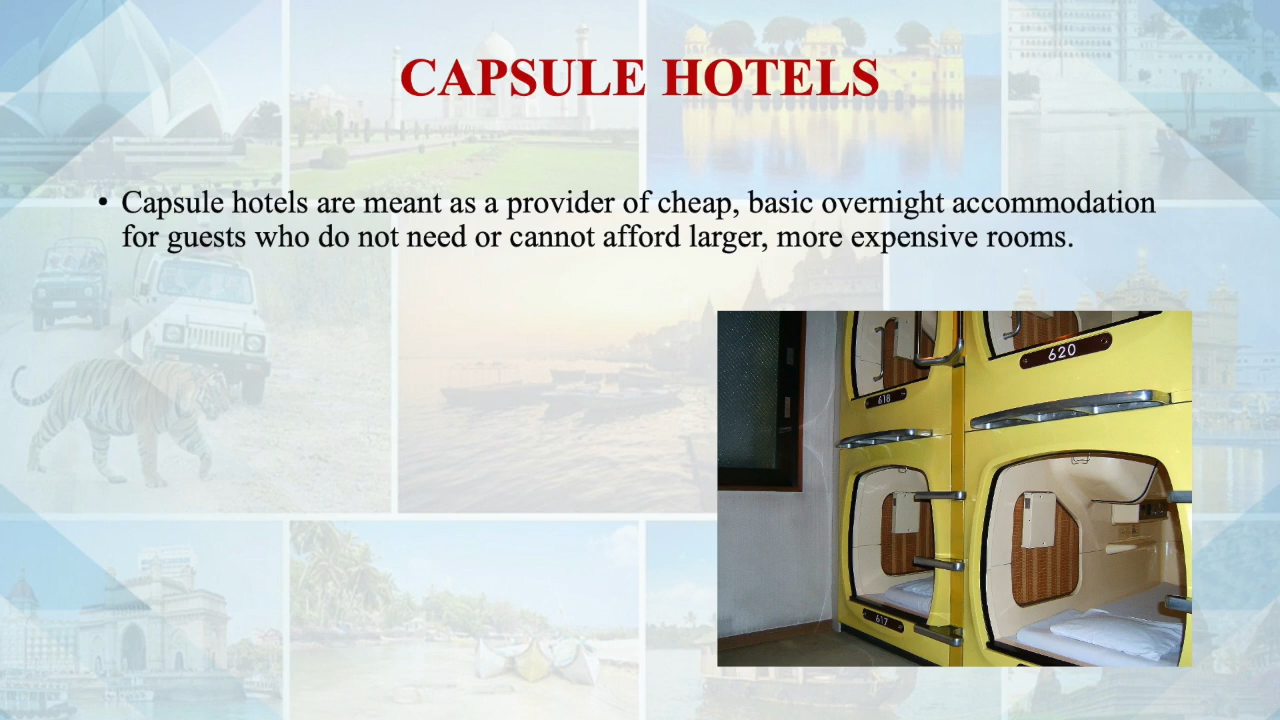 CAPSULE HOTELS
• Capsule hotels are meant as a provider of cheap, basic overnight accommodation
for guests who do not need or cannot afford larger, more expensive rooms.
618
620
617